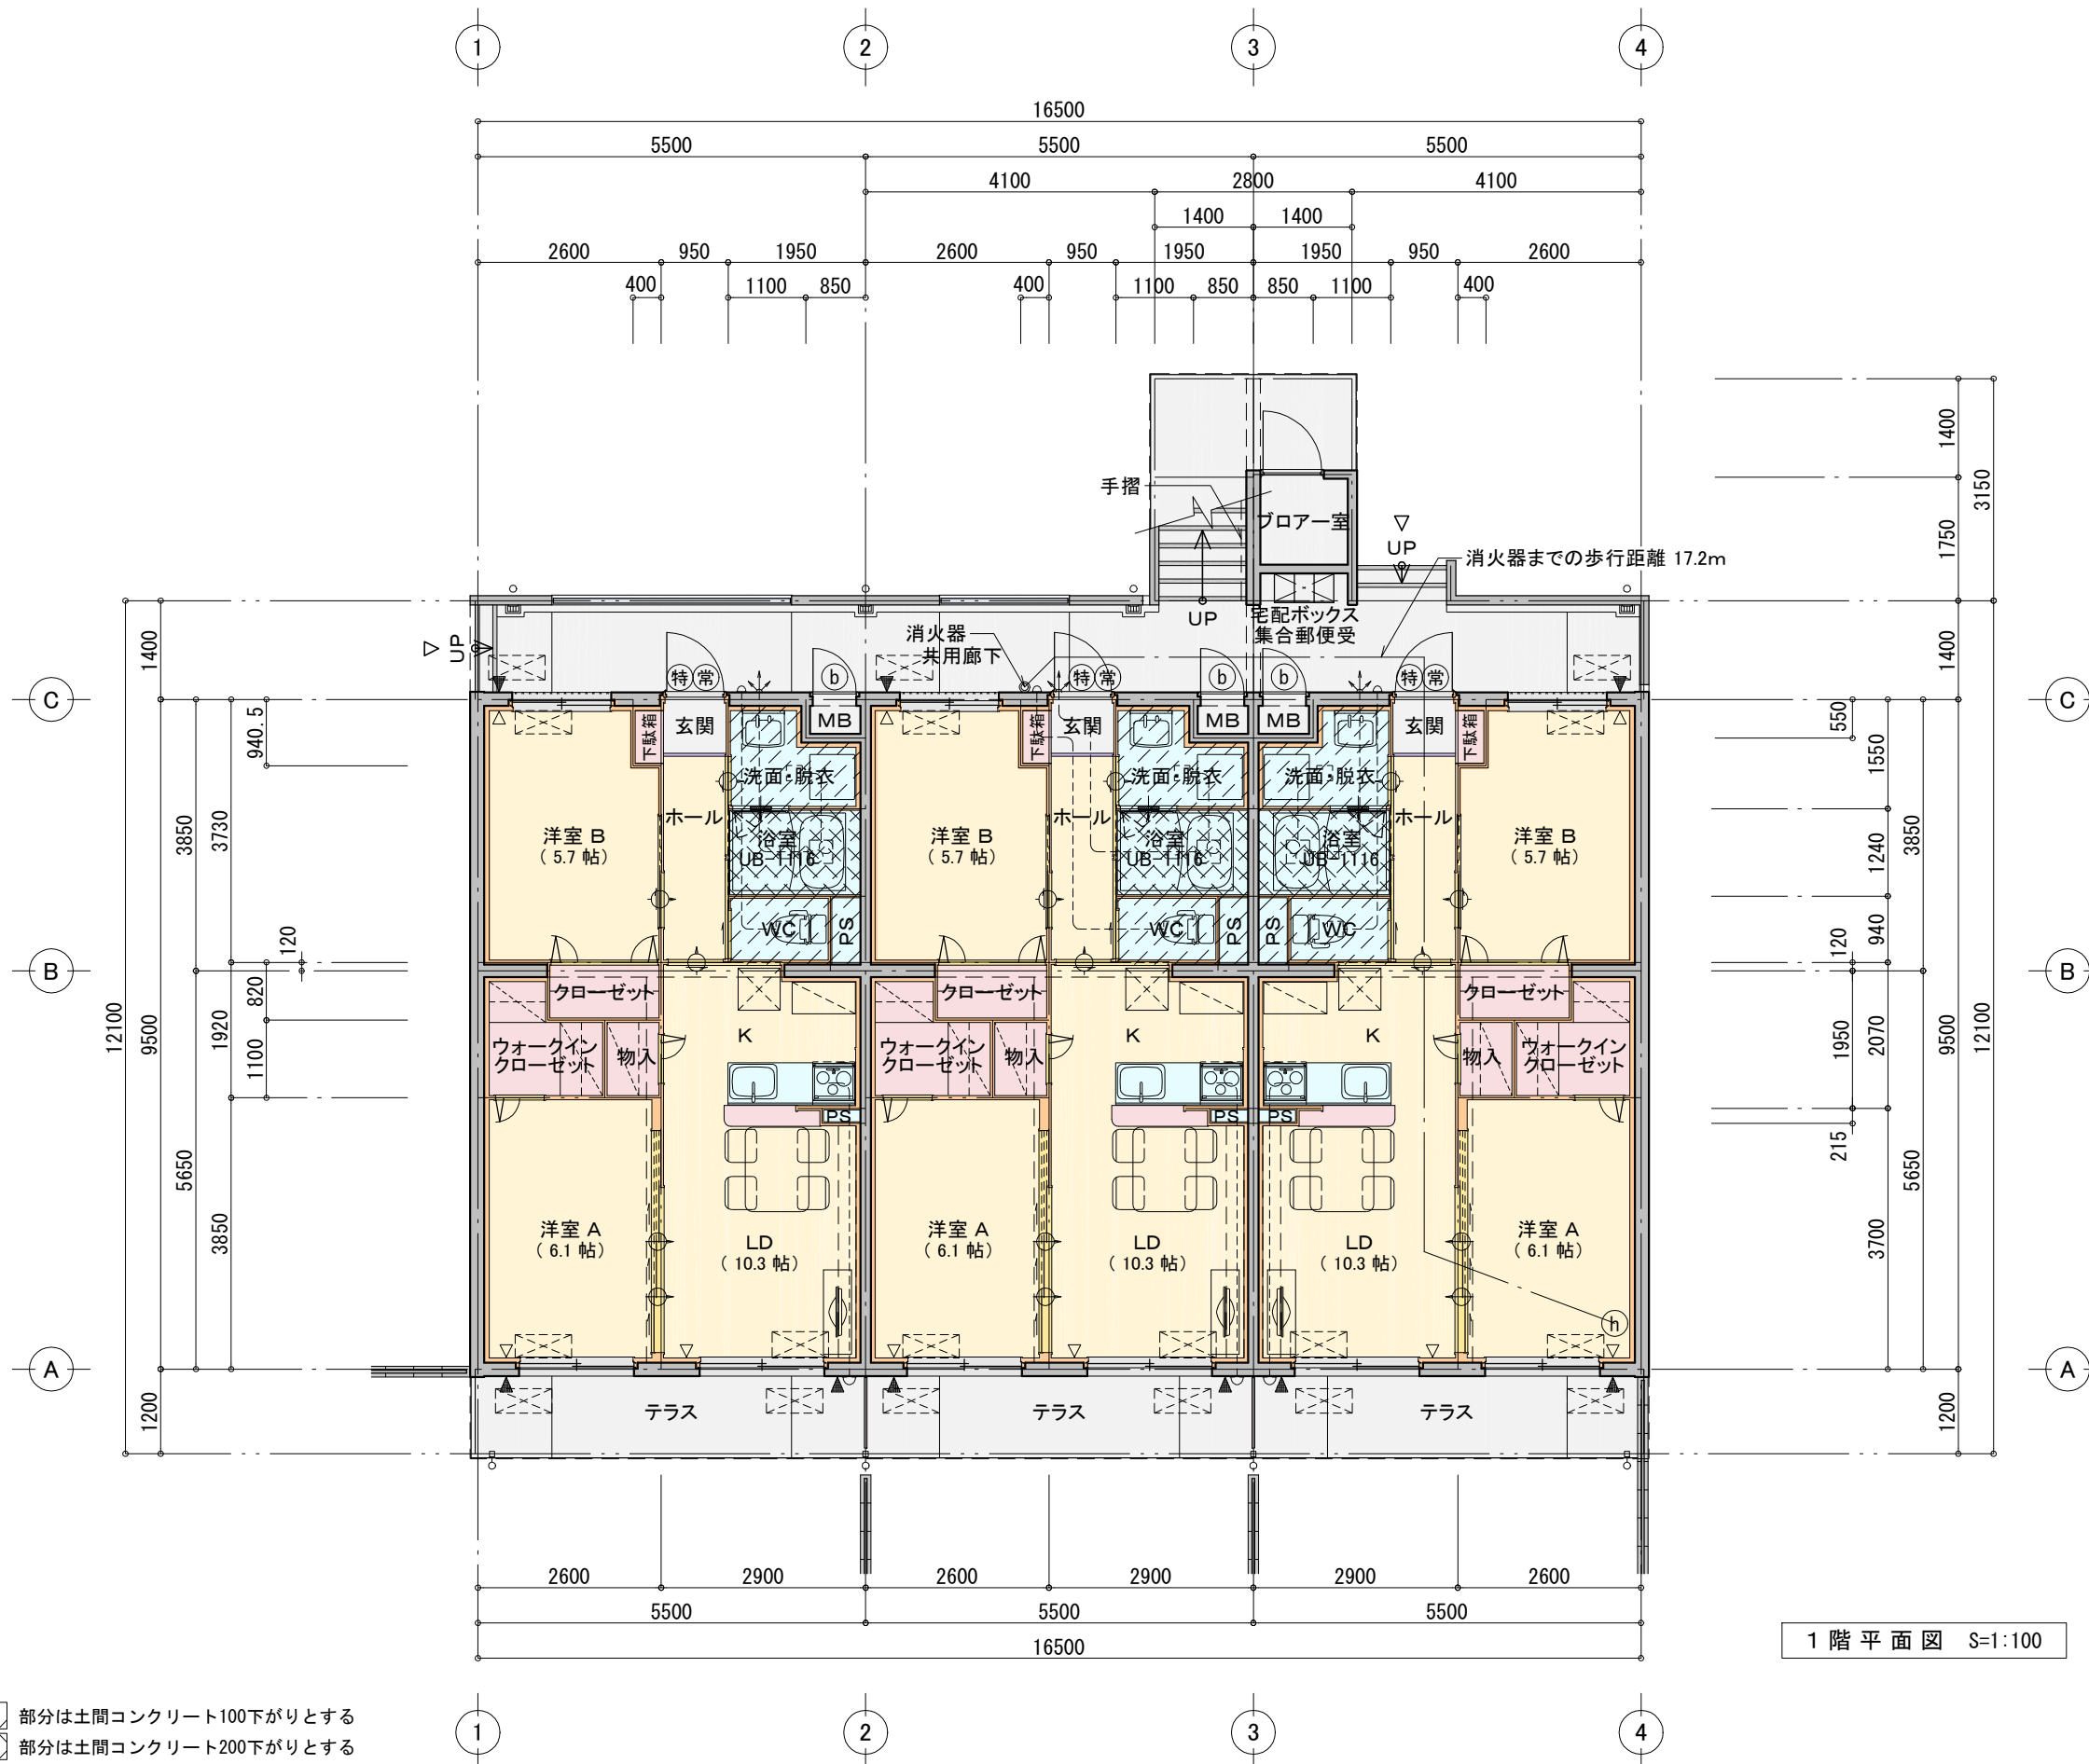 1 2 3 4
16500
5500 5500 5500
4100 2800 4100
1400 1400
2600 950 1950 2600 950 1950 1950 950 2600
400 1100 850 400 1100 850 850 1100 400
手摺
ブロアー室
UP
消火器までの歩行距離 17.2m
UP
宅配ボックス
集合郵便受
UP
消火器
共用廊下
特 常 b 特 常 b b 特 常
C C
下駄箱 玄関 MB 下駄箱 玄関 MB MB 玄関 下駄箱
洗面・脱衣 洗面・脱衣 洗面・脱衣
ホール ホール ホール
洋室 B
( 5.7 帖)
浴室
UB-1116
洋室 B
( 5.7 帖)
浴室
UB-1116
浴室
UB-1116
洋室 B
( 5.7 帖)
WC PS WC PS PS WC
B B
クローゼット クローゼット クローゼット
K K K
ウォークイン
クローゼット
物入
ウォークイン
クローゼット
物入
物入
ウォークイン
クローゼット
PS PS PS
洋室 A
( 6.1 帖)
LD
( 10.3 帖)
洋室 A
( 6.1 帖)
LD
( 10.3 帖)
LD
( 10.3 帖)
洋室 A
( 6.1 帖)
h
A A
テラス テラス テラス
12100
1400 9500 1200
3850 5650
3730 1920 3850
940.5 820 1100
120
1400 1750 1400 9500 1200
3150 12100
3850 5650
1550 1240 940 2070 3700
550 120 1950 215
2600 2900 2600 2900 2900 2600
5500 5500 5500
16500
1 階 平 面 図 S=1:100
部分は土間コンクリート100下がりとする
部分は土間コンクリート200下がりとする
1 2 3 4